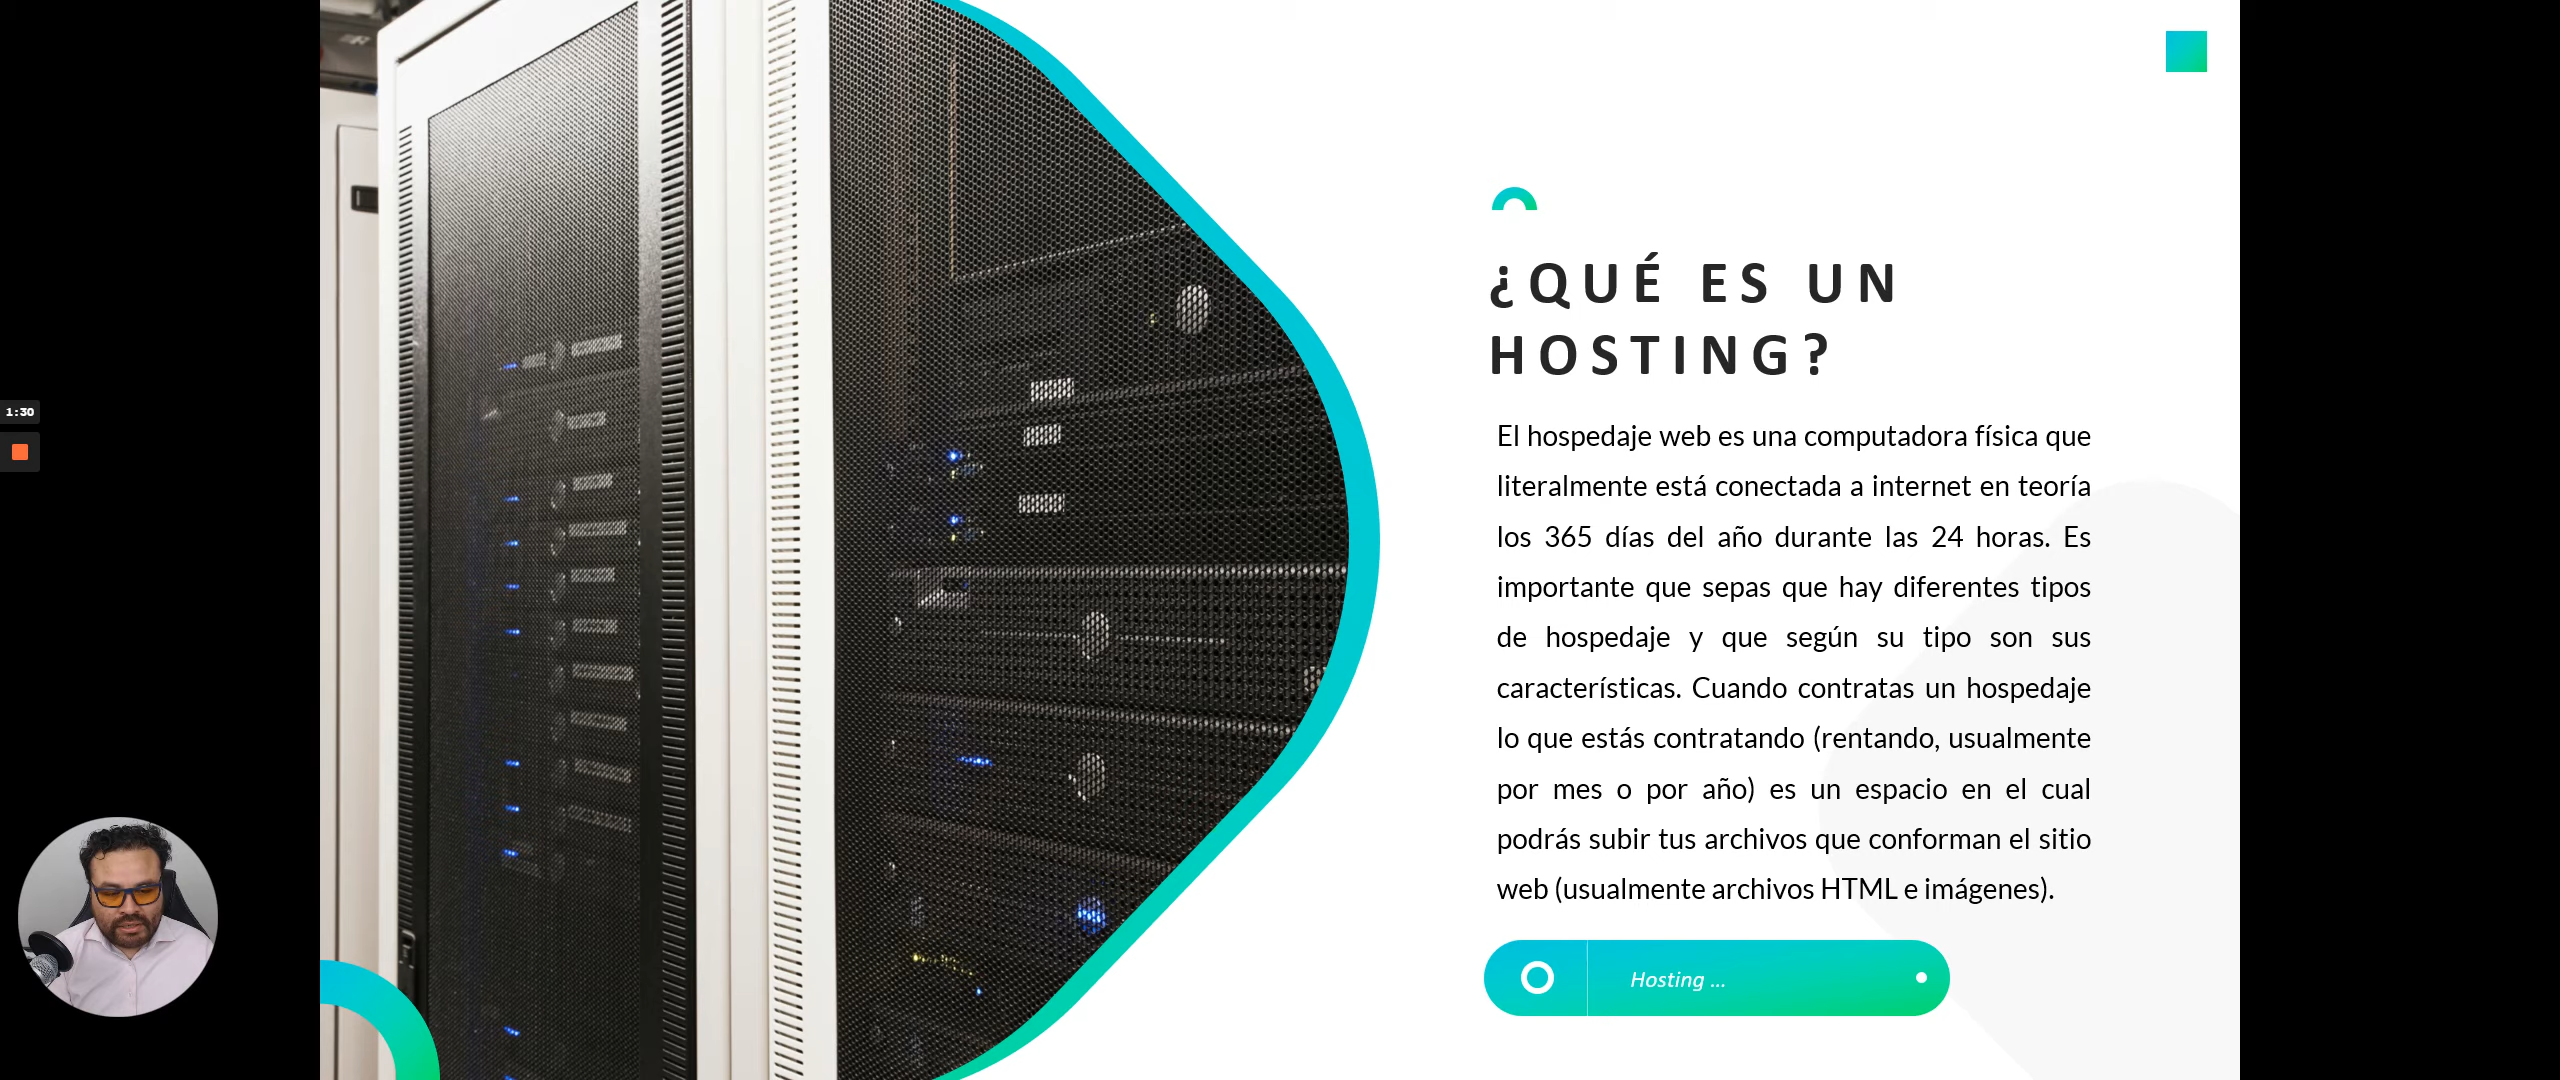 ¿QUÉ ES UN
HOSTING?
El hospedaje web es una computadora física que
literalmente está conectada a internet en teoría
los 365 días del año durante las 24 horas. Es
importante que sepas que hay diferentes tipos
de hospedaje y que según su tipo son sus
características. Cuando contratas un hospedaje
lo que estás contratando (rentando, usualmente
por mes o por año) es un espacio en el cual
podrás subir tus archivos que conforman el sitio
web (usualmente archivos HTML e imágenes).
Hosting ...
1:30